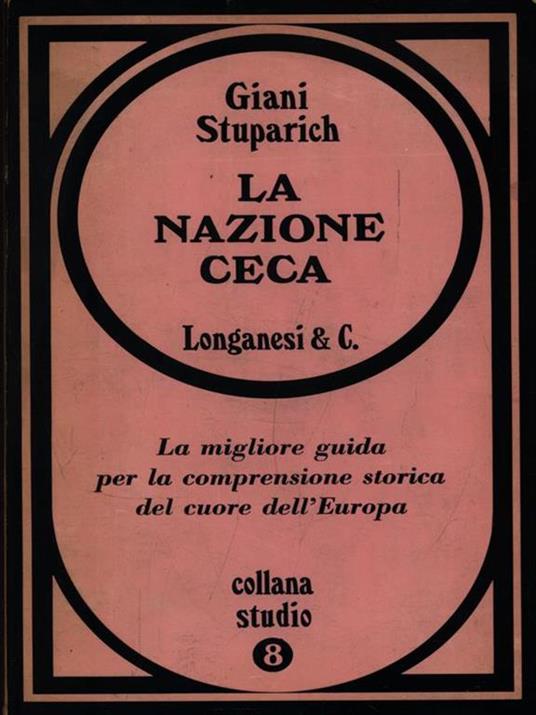 Giani
Stuparich
LA
NAZIONE
CECA
Longanesi & C.
La migliore guida
per la comprensione storica
del cuore dell'Europa
collana
studio
8